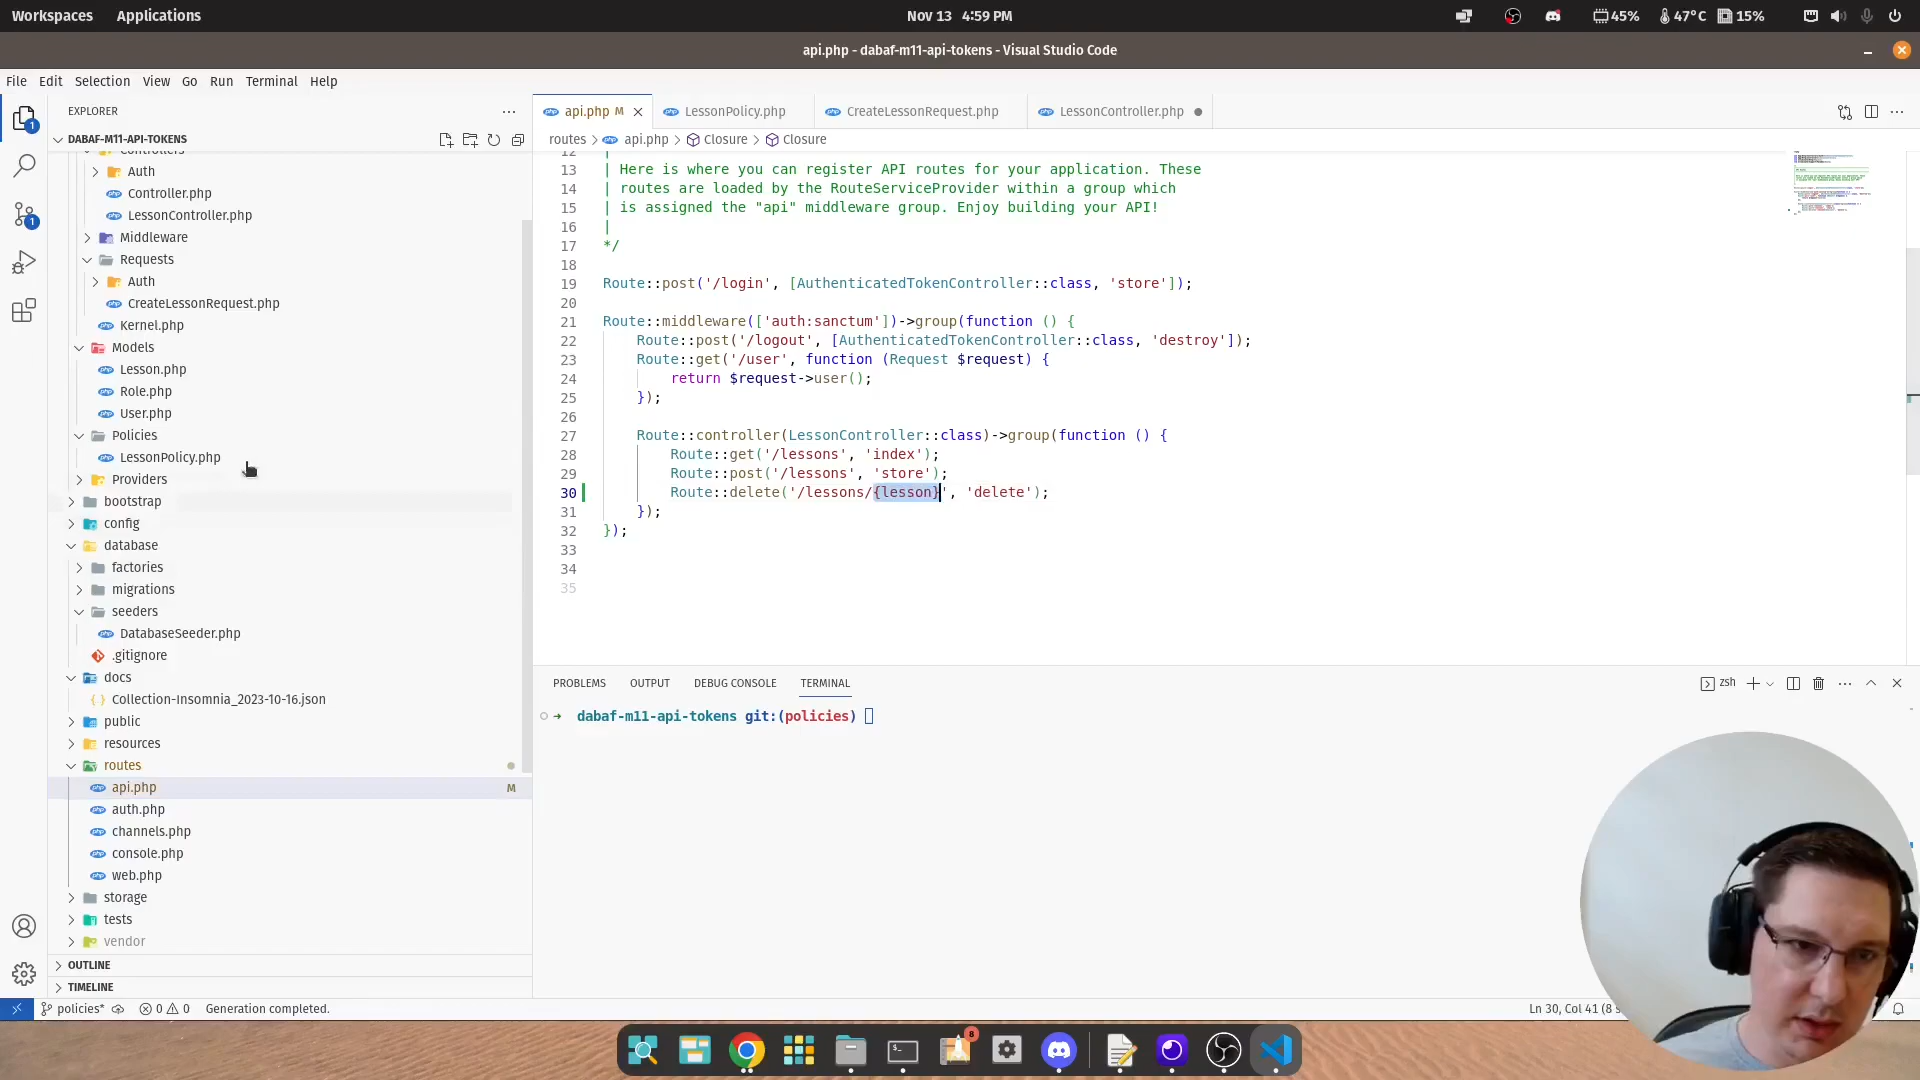 Workspaces Applications Nov 13 4:59 PM 45% 47°C 15%
api.php - dabaf-m11-api-tokens - Visual Studio Code
File Edit Selection View Go Run Terminal Help
EXPLORER
DABAF-M11-API-TOKENS
Controllers
Auth
Controller.php
LessonController.php
Middleware
Requests
Auth
CreateLessonRequest.php
Kernel.php
Models
Lesson.php
Role.php
User.php
Policies
LessonPolicy.php
Providers
bootstrap
config
database
factories
migrations
seeders
DatabaseSeeder.php
.gitignore
docs
{ } Collection-Insomnia_2023-10-16.json
public
resources
routes
api.php M
auth.php
channels.php
console.php
web.php
storage
tests
vendor
OUTLINE
TIMELINE
api.php M LessonPolicy.php CreateLessonRequest.php LessonController.php
routes > api.php > Closure > Closure
12 |
13 | Here is where you can register API routes for your application. These
14 | routes are loaded by the RouteServiceProvider within a group which
15 | is assigned the "api" middleware group. Enjoy building your API!
16 |
17 */
18
19 Route::post('/login', [AuthenticatedTokenController::class, 'store']);
20
21 Route::middleware(['auth:sanctum'])->group(function () {
22 Route::post('/logout', [AuthenticatedTokenController::class, 'destroy']);
23 Route::get('/user', function (Request $request) {
24 return $request->user();
25 });
26
27 Route::controller(LessonController::class)->group(function () {
28 Route::get('/lessons', 'index');
29 Route::post('/lessons', 'store');
30 Route::delete('/lessons/{lesson}', 'delete');
31 });
32 });
33
34
35
PROBLEMS OUTPUT DEBUG CONSOLE TERMINAL zsh
dabaf-m11-api-tokens git:(policies)
policies* 0 0 Generation completed. Ln 30, Col 41 (8 s
1
1
8